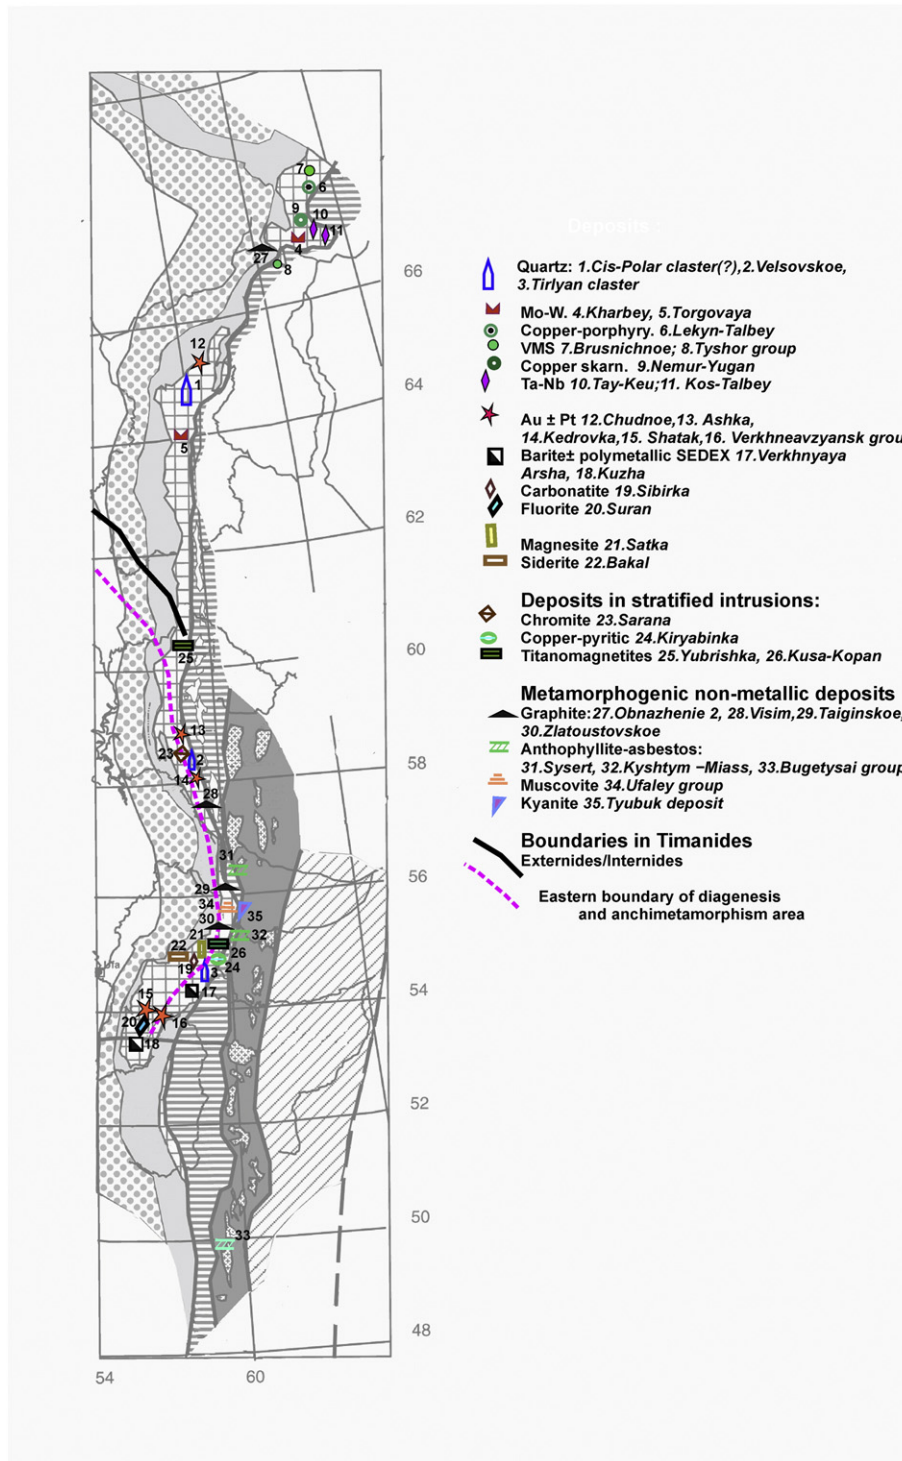 Deposits :
7
6
9
10
11
4
27
8
66
12
1
64
5
62
60
25
13
23
2
14
58
28
31
56
29
34
35
30
21
32
22
26
Ufa
19
24
3
54
17
15
20
16
18
52
50
33
48
54
60
Quartz: 1.Cis-Polar claster(?),2.Velsovskoe,
3.Tirlyan claster
Mo-W. 4.Kharbey, 5.Torgovaya
Copper-porphyry. 6.Lekyn-Talbey
VMS 7.Brusnichnoe; 8.Tyshor group
Copper skarn. 9.Nemur-Yugan
Ta-Nb 10.Tay-Keu;11. Kos-Talbey
Au ± Pt 12.Chudnoe,13. Ashka,
14.Kedrovka,15. Shatak,16. Verkhneavzyansk grou
Barite± polymetallic SEDEX 17.Verkhnyaya
Arsha, 18.Kuzha
Carbonatite 19.Sibirka
Fluorite 20.Suran
Magnesite 21.Satka
Siderite 22.Bakal
Deposits in stratified intrusions:
Chromite 23.Sarana
Copper-pyritic 24.Kiryabinka
Titanomagnetites 25.Yubrishka, 26.Kusa-Kopan
Metamorphogenic non-metallic deposits
Graphite:27.Obnazhenie 2, 28.Visim,29.Taiginskoe,
30.Zlatoustovskoe
Anthophyllite-asbestos:
31.Sysert, 32.Kyshtym –Miass, 33.Bugetysai group
Muscovite 34.Ufaley group
Kyanite 35.Tyubuk deposit
Boundaries in Timanides
Externides/Internides
Eastern boundary of diagenesis
and anchimetamorphism area